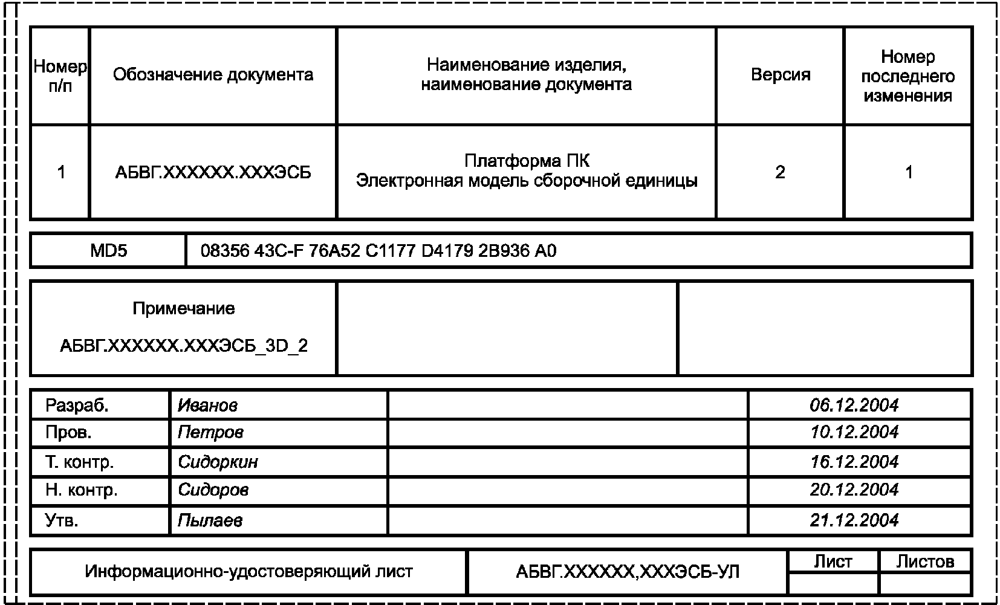 Номер п/п Обозначение документа Наименование изделия, наименование документа Версия Номер последнего изменения
1 АБВГ.XXXXXX.XXXЭСБ Платформа ПК Электронная модель сборочной единицы 2 1
MD5 08356 43C-F 76A52 C1177 D4179 2B936 A0
Примечание
АБВГ.XXXXXX.XXXЭСБ_3D_2
Разраб. Иванов 06.12.2004
Пров. Петров 10.12.2004
Т. контр. Сидоркин 16.12.2004
Н. контр. Сидоров 20.12.2004
Утв. Пылаев 21.12.2004
Информационно-удостоверяющий лист АБВГ.XXXXXX,XXXЭСБ-УЛ Лист Листов